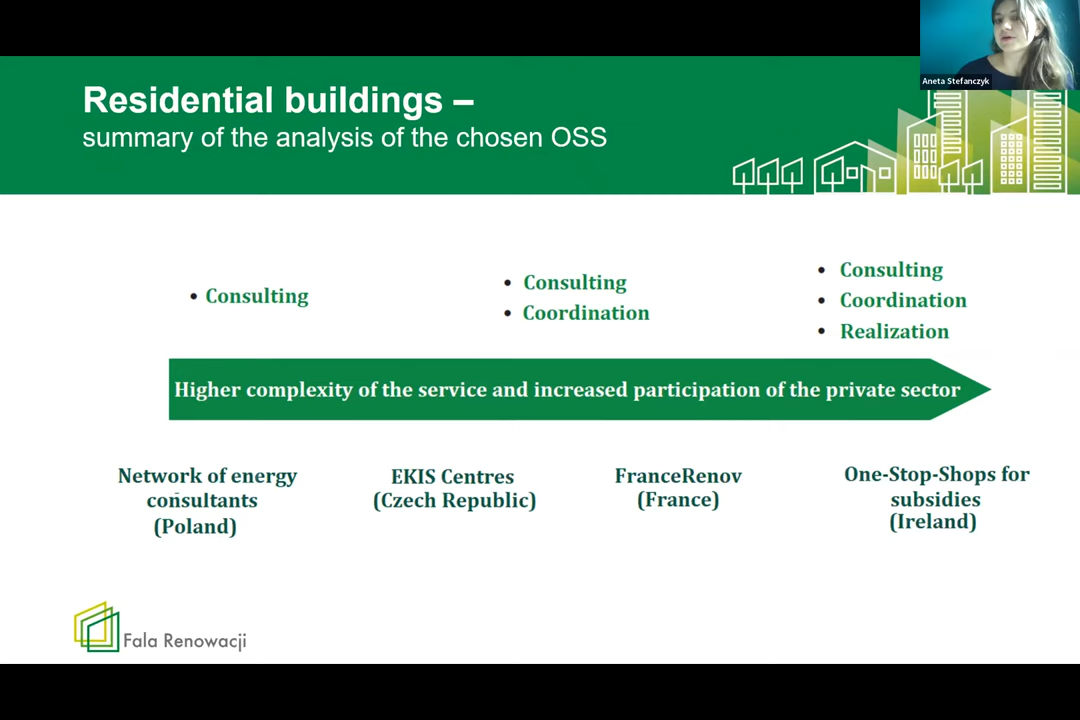 Aneta Stefanczyk
Residential buildings –
summary of the analysis of the chosen OSS
• Consulting
• Consulting
• Coordination
• Consulting
• Coordination
• Realization
Higher complexity of the service and increased participation of the private sector
Network of energy
consultants
(Poland)
EKIS Centres
(Czech Republic)
FranceRenov
(France)
One-Stop-Shops for
subsidies
(Ireland)
Fala Renowacji